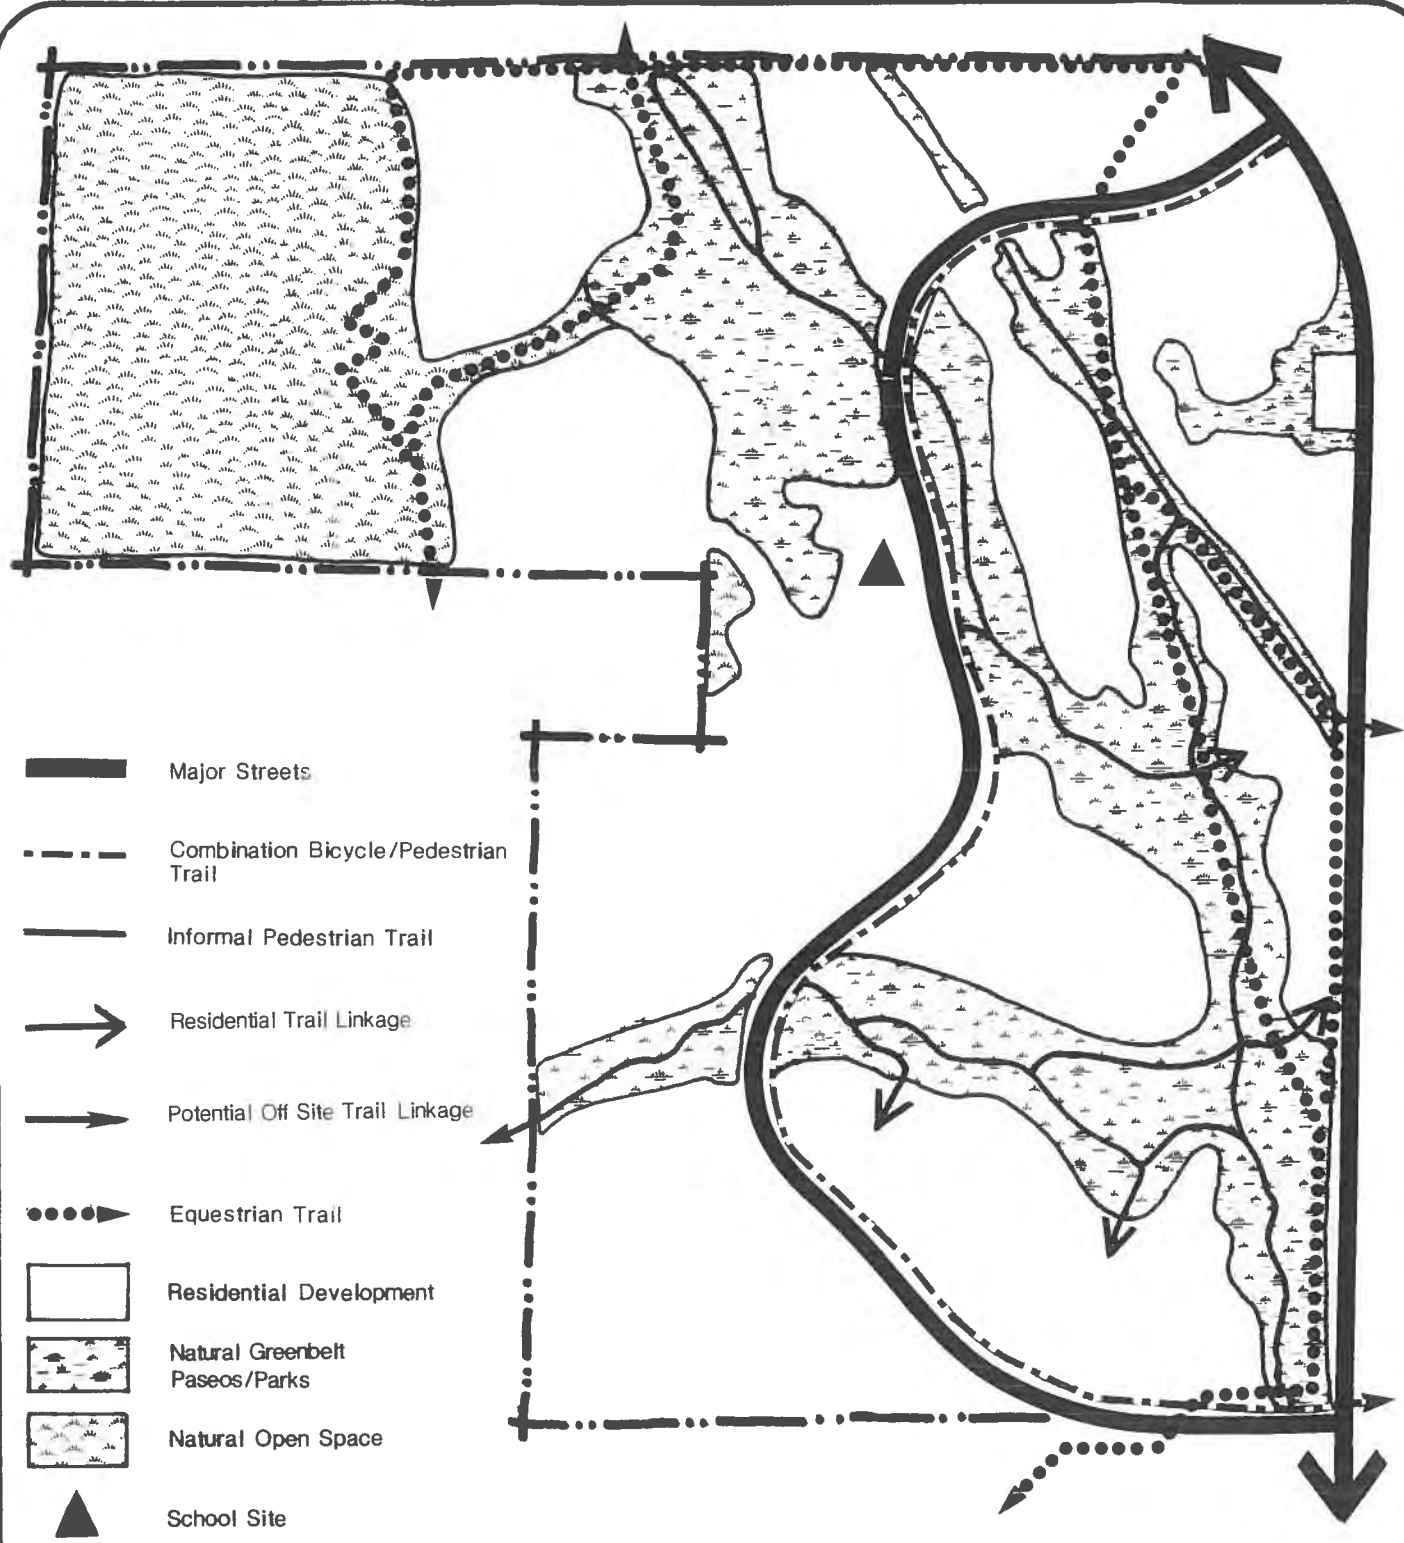 Major Streets
Combination Bicycle/Pedestrian
Trail
Informal Pedestrian Trail
Residential Trail Linkage
Potential Off Site Trail Linkage
Equestrian Trail
Residential Development
Natural Greenbelt
Paseos/Parks
Natural Open Space
School Site